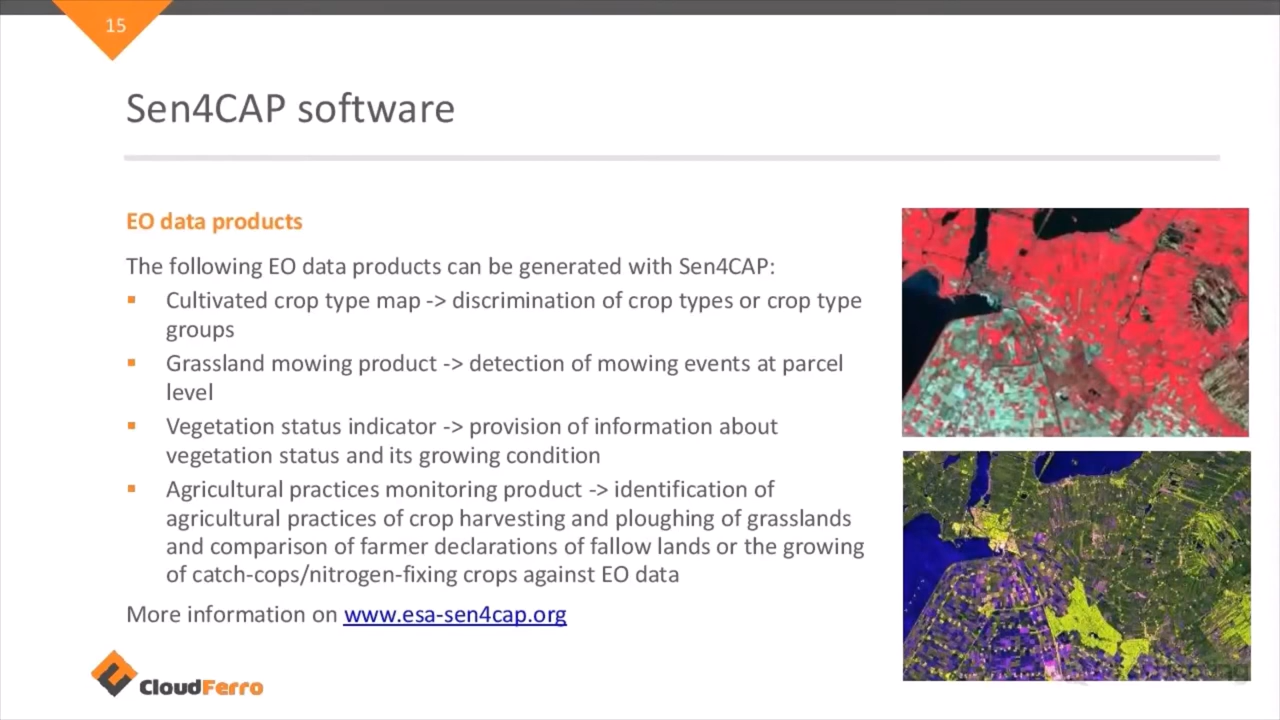 15
Sen4CAP software
EO data products
The following EO data products can be generated with Sen4CAP:
▪ Cultivated crop type map -> discrimination of crop types or crop type
groups
▪ Grassland mowing product -> detection of mowing events at parcel
level
▪ Vegetation status indicator -> provision of information about
vegetation status and its growing condition
▪ Agricultural practices monitoring product -> identification of
agricultural practices of crop harvesting and ploughing of grasslands
and comparison of farmer declarations of fallow lands or the growing
of catch-cops/nitrogen-fixing crops against EO data
More information on www.esa-sen4cap.org
CloudFerro